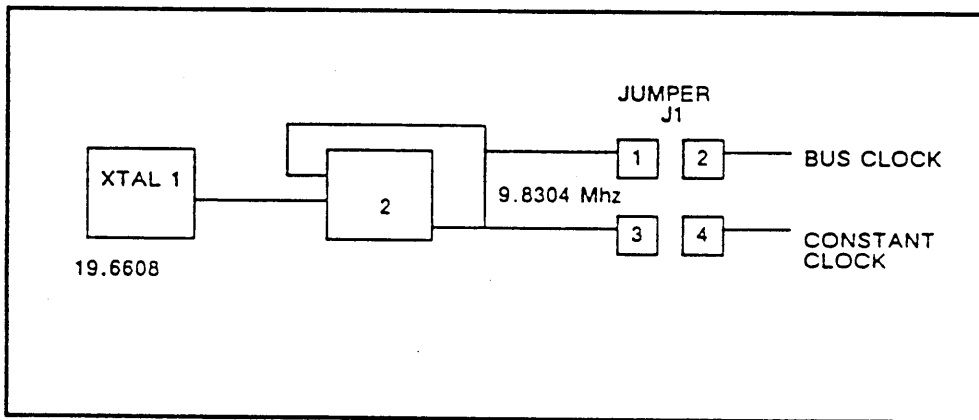 JUMPER
J1
XTAL 1
2
1
2
BUS CLOCK
9.8304 Mhz
3
4
CONSTANT
CLOCK
19.6608